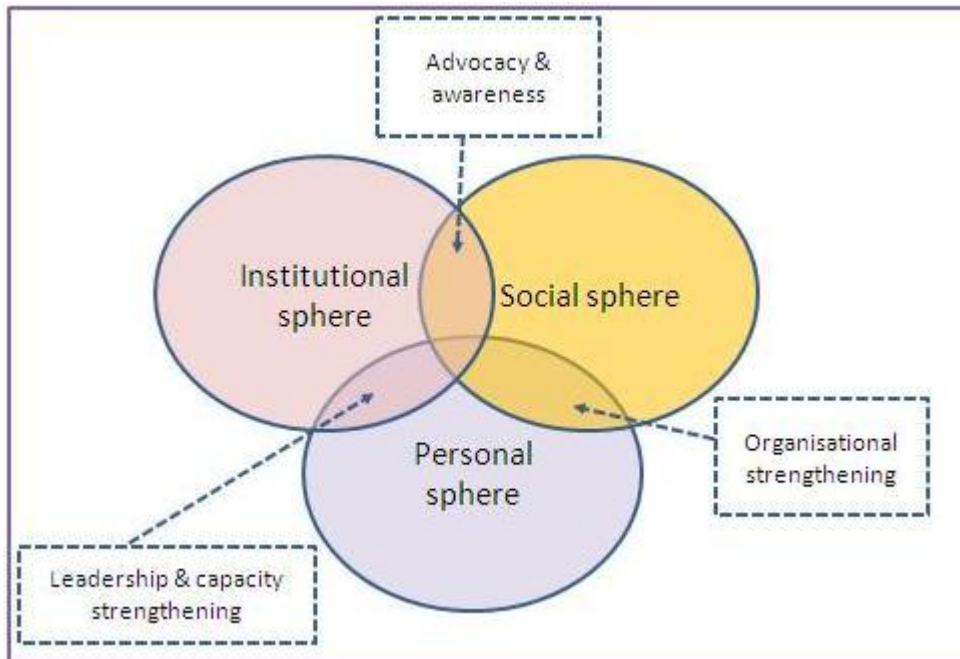 Advocacy &
awareness
Institutional
sphere
Social sphere
Personal
sphere
Organisational
strengthening
Leadership & capacity
strengthening